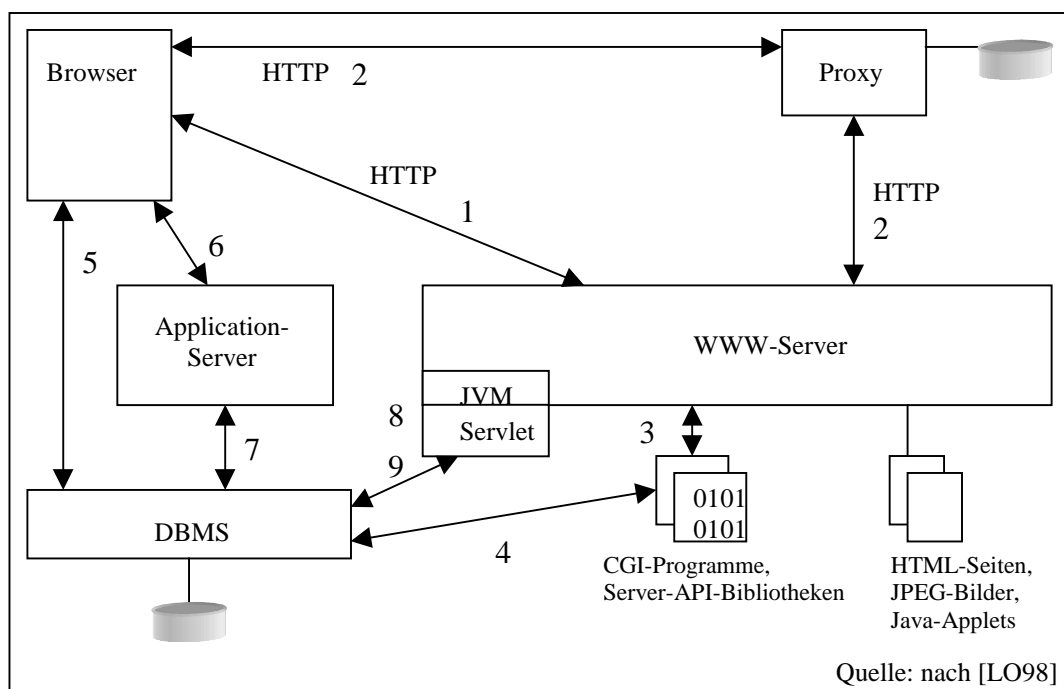 Browser
HTTP 2
Proxy
HTTP
1
HTTP
2
5
6
Application-
Server
WWW-Server
JVM
8
Servlet
3
7
9
0101
0101
DBMS
4
CGI-Programme,
Server-API-Bibliotheken
HTML-Seiten,
JPEG-Bilder,
Java-Applets
Quelle: nach [LO98]